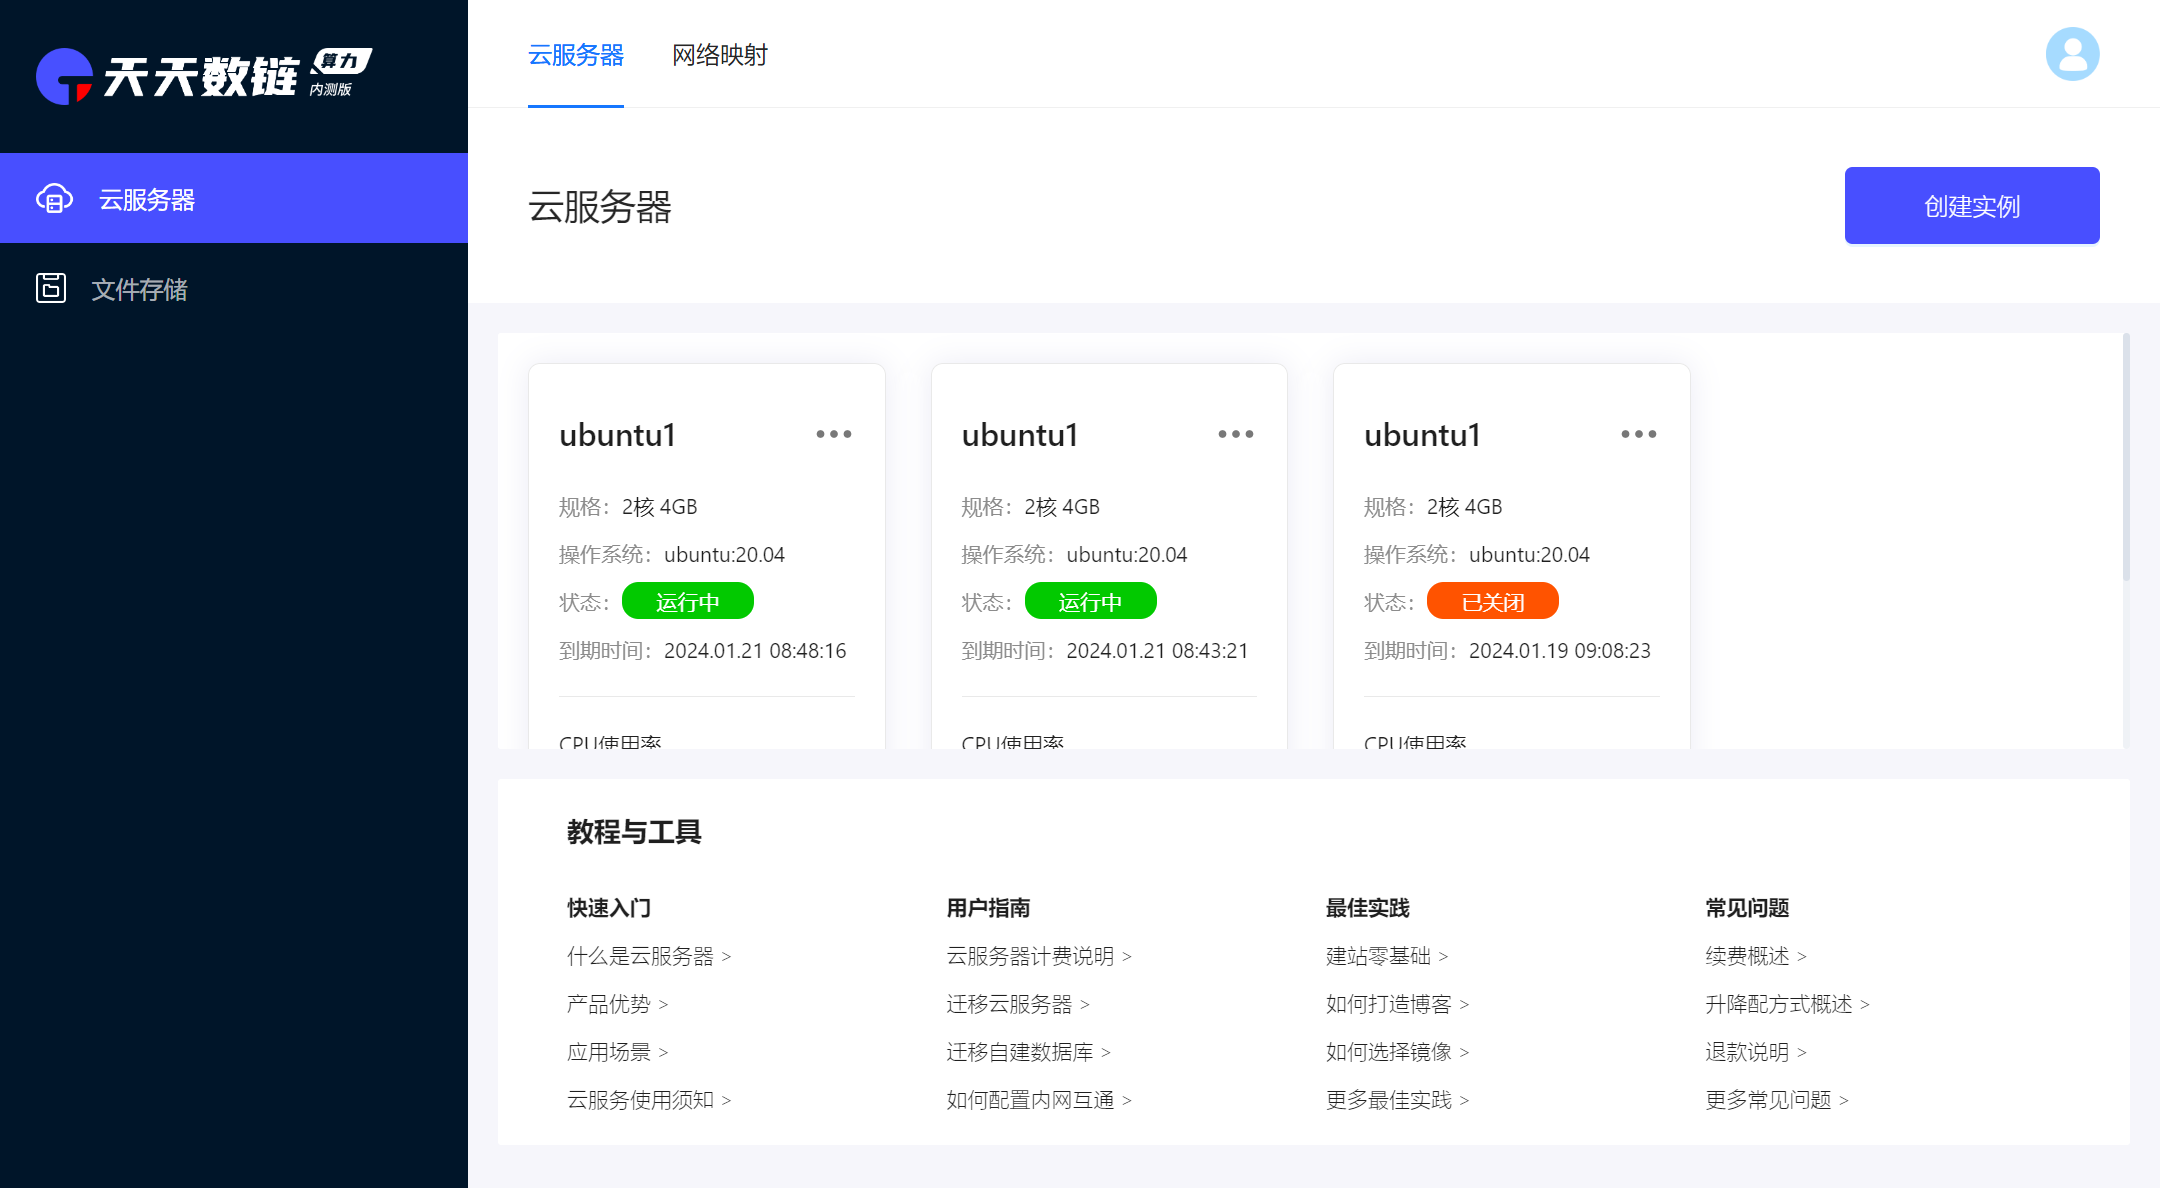 天天数链
算力
内测版
云服务器
文件存储
云服务器
网络映射
云服务器
创建实例
ubuntu1
规格：2核 4GB
操作系统：ubuntu:20.04
状态：运行中
到期时间：2024.01.21 08:48:16
CPU使用率
ubuntu1
规格：2核 4GB
操作系统：ubuntu:20.04
状态：运行中
到期时间：2024.01.21 08:43:21
CPU使用率
ubuntu1
规格：2核 4GB
操作系统：ubuntu:20.04
状态：已关闭
到期时间：2024.01.19 09:08:23
CPU使用率
教程与工具
快速入门
什么是云服务器 >
产品优势 >
应用场景 >
云服务使用须知 >
用户指南
云服务器计费说明 >
迁移云服务器 >
迁移自建数据库 >
如何配置内网互通 >
最佳实践
建站零基础 >
如何打造博客 >
如何选择镜像 >
更多最佳实践 >
常见问题
续费概述 >
升降配方式概述 >
退款说明 >
更多常见问题 >